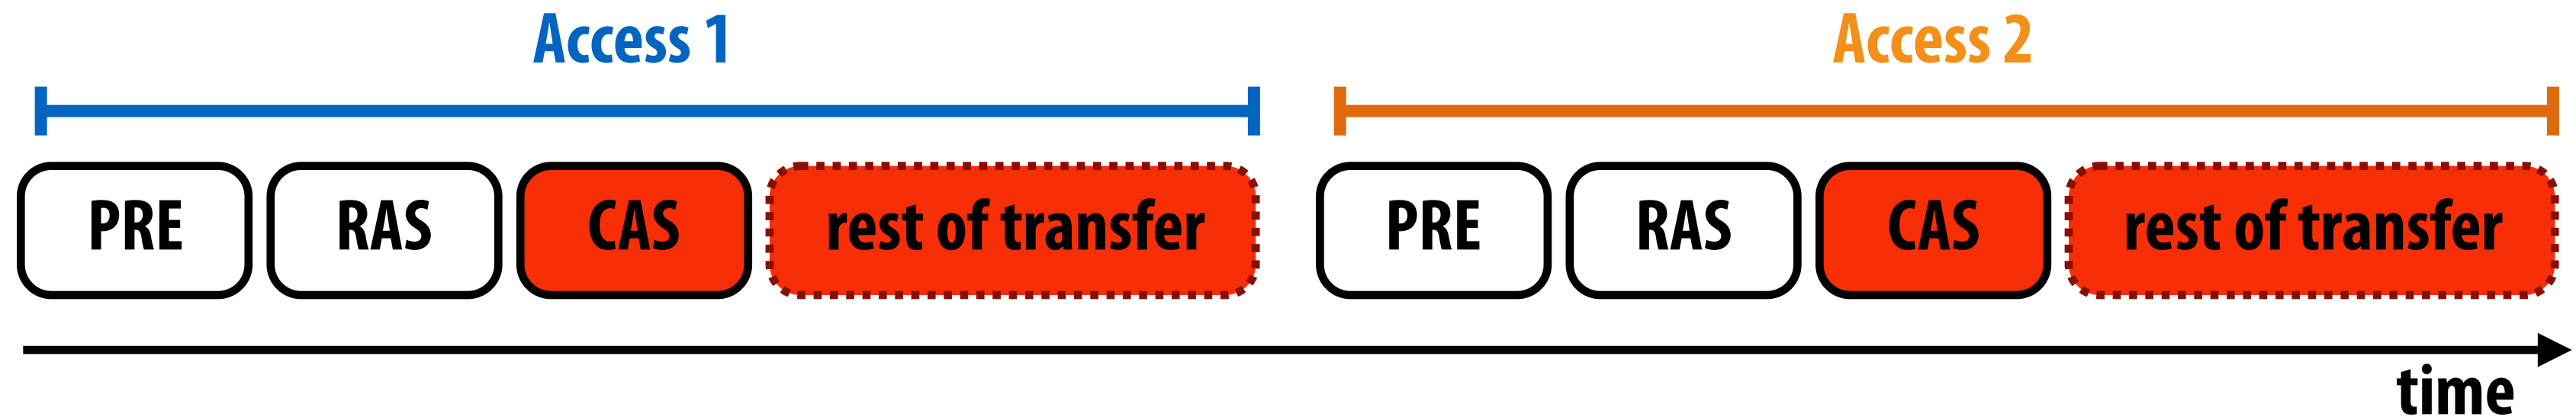 Access 1 Access 2
PRE RAS CAS rest of transfer PRE RAS CAS rest of transfer
time